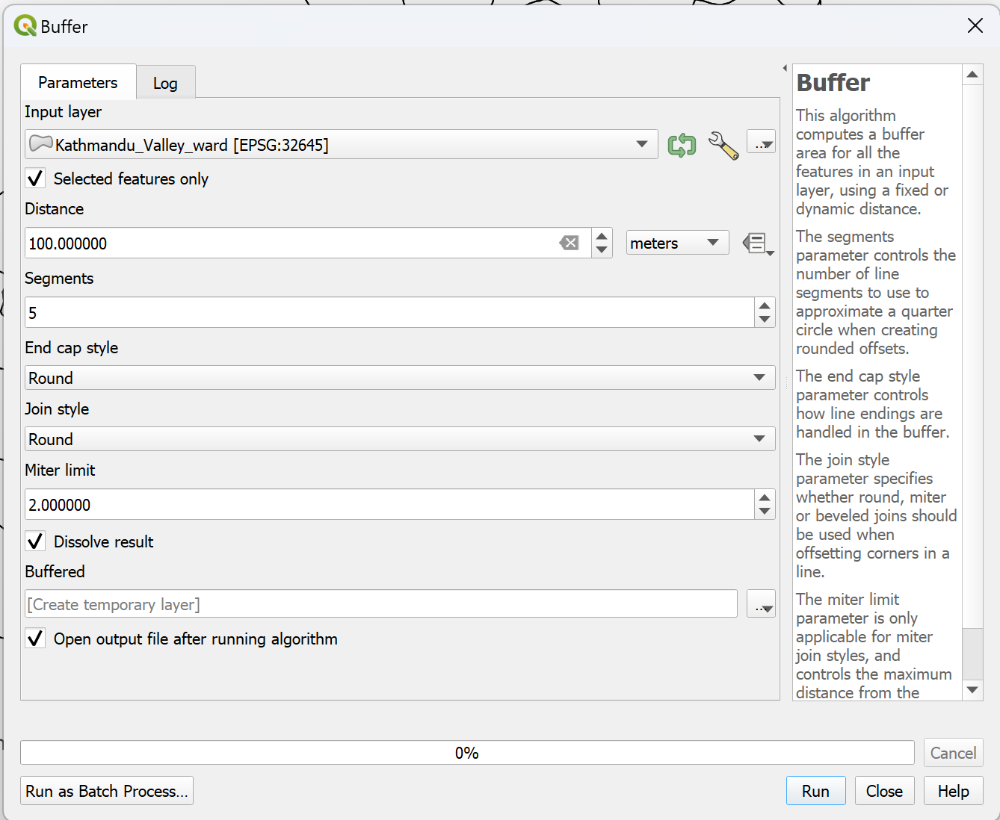 Buffer
Parameters
Log
Input layer
Kathmandu_Valley_ward [EPSG:32645]
...
Selected features only
Distance
100.000000
meters
Segments
5
End cap style
Round
Join style
Round
Miter limit
2.000000
Dissolve result
Buffered
[Create temporary layer]
...
Open output file after running algorithm
Buffer
This algorithm
computes a buffer
area for all the
features in an input
layer, using a fixed or
dynamic distance.
The segments
parameter controls the
number of line
segments to use to
approximate a quarter
circle when creating
rounded offsets.
The end cap style
parameter controls
how line endings are
handled in the buffer.
The join style
parameter specifies
whether round, miter
or beveled joins should
be used when
offsetting corners in a
line.
The miter limit
parameter is only
applicable for miter
join styles, and
controls the maximum
distance from the
0%
Cancel
Run as Batch Process...
Run
Close
Help